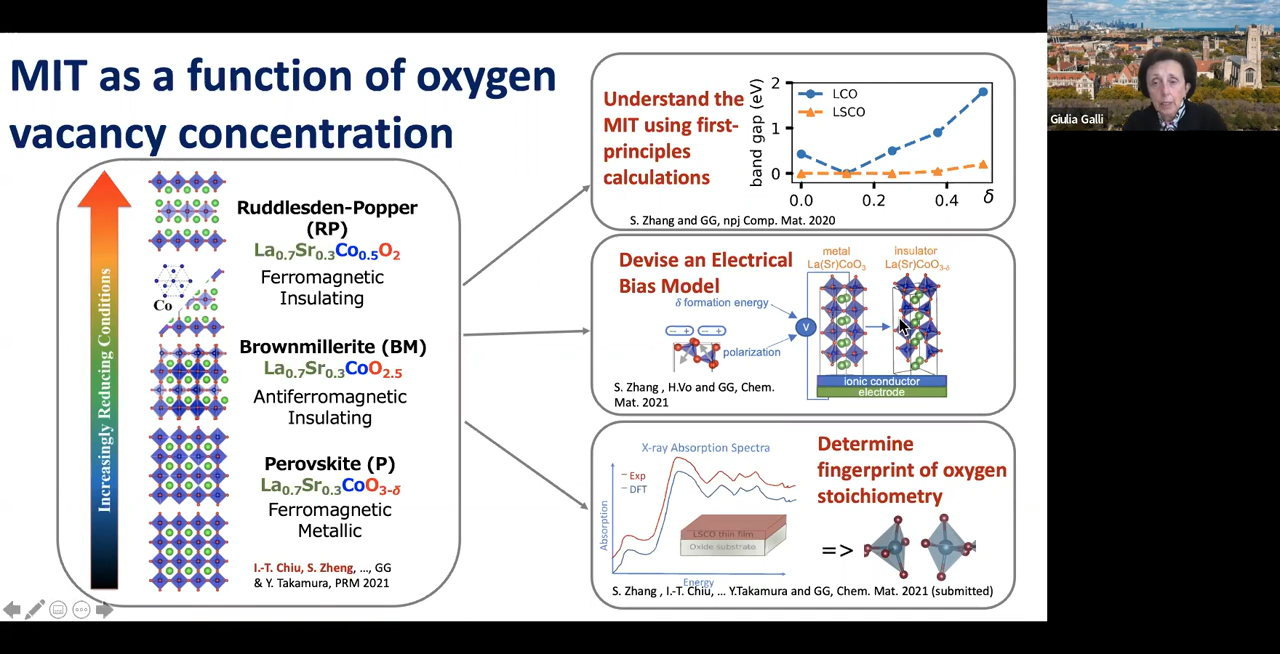 MIT as a function of oxygen
vacancy concentration
Increasingly Reducing Conditions
Ruddlesden-Popper
(RP)
La0.7Sr0.3Co0.5O2
Ferromagnetic
Insulating
Co
Brownmillerite (BM)
La0.7Sr0.3CoO2.5
Antiferromagnetic
Insulating
Perovskite (P)
La0.7Sr0.3CoO3-δ
Ferromagnetic
Metallic
I.-T. Chiu, S. Zheng, ..., GG
& Y. Takamura, PRM 2021
Understand the
MIT using first-
principles
calculations
band gap (eV)
2
1
0
LCO
LSCO
0.0 0.2 0.4 δ
S. Zhang and GG, npj Comp. Mat. 2020
Devise an Electrical
Bias Model
δ formation energy
polarization
V
metal
La(Sr)CoO3
insulator
La(Sr)CoO3-δ
ionic conductor
electrode
S. Zhang , H.Vo and GG, Chem.
Mat. 2021
X-ray Absorption Spectra
Exp
DFT
Absorption
LSCO thin film
Oxide substrate
Energy
Determine
fingerprint of oxygen
stoichiometry
=>
S. Zhang , I.-T. Chiu, ... Y.Takamura and GG, Chem. Mat. 2021 (submitted)
Giulia Galli